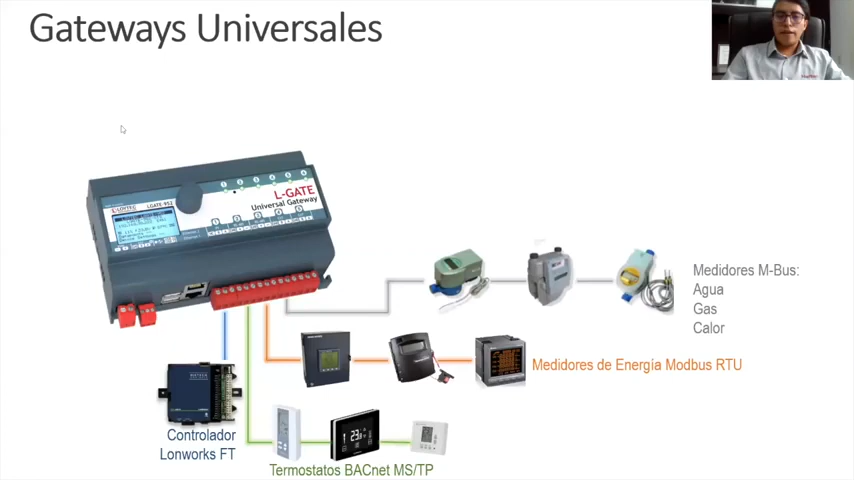 Gateways Universales
LOYTEC
LGATE-952
L-GATE
Universal Gateway
Medidores M-Bus:
Agua
Gas
Calor
Medidores de Energía Modbus RTU
Controlador
Lonworks FT
Termostatos BACnet MS/TP